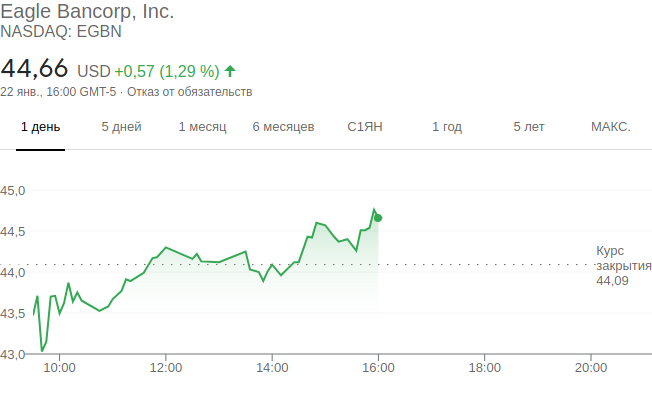 Eagle Bancorp, Inc.
NASDAQ: EGBN
44,66 USD +0,57 (1,29 %)
22 янв., 16:00 GMT-5 · Отказ от обязательств
1 день 5 дней 1 месяц 6 месяцев С1ЯН 1 год 5 лет МАКС.
45,0
44,5
Курс
закрытия
44,09
44,0
43,5
43,0
10:00 12:00 14:00 16:00 18:00 20:00